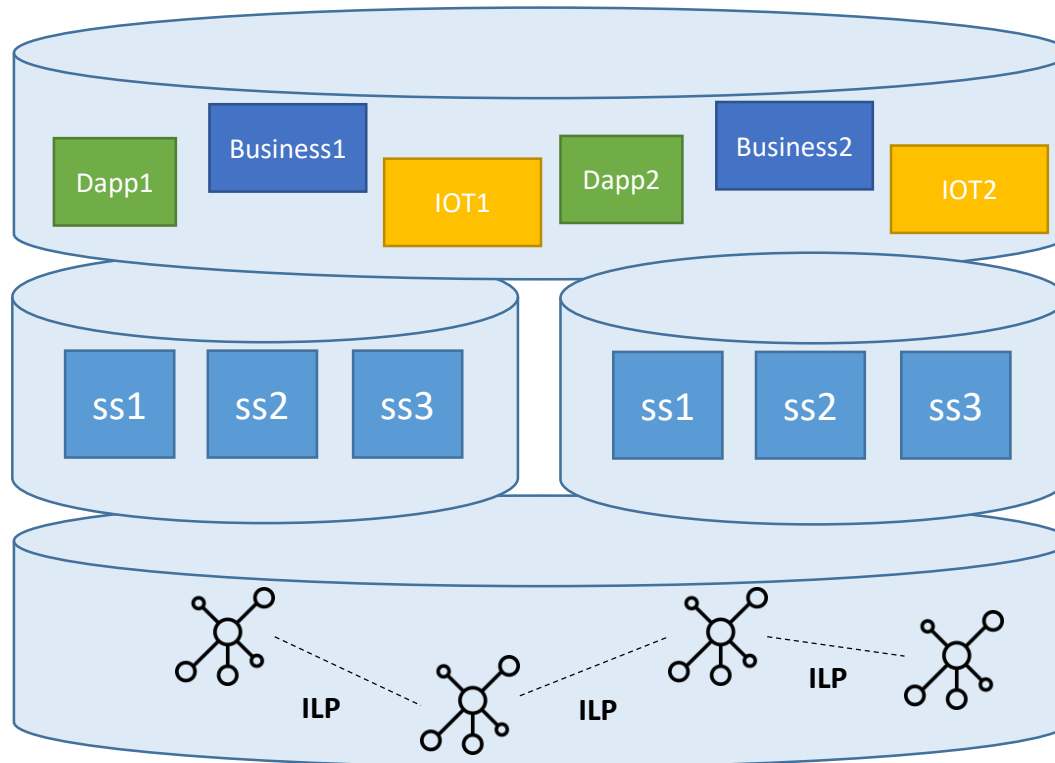 Dapp1
Business1
IOT1
Dapp2
Business2
IOT2
ss1
ss2
ss3
ss1
ss2
ss3
ILP
ILP
ILP